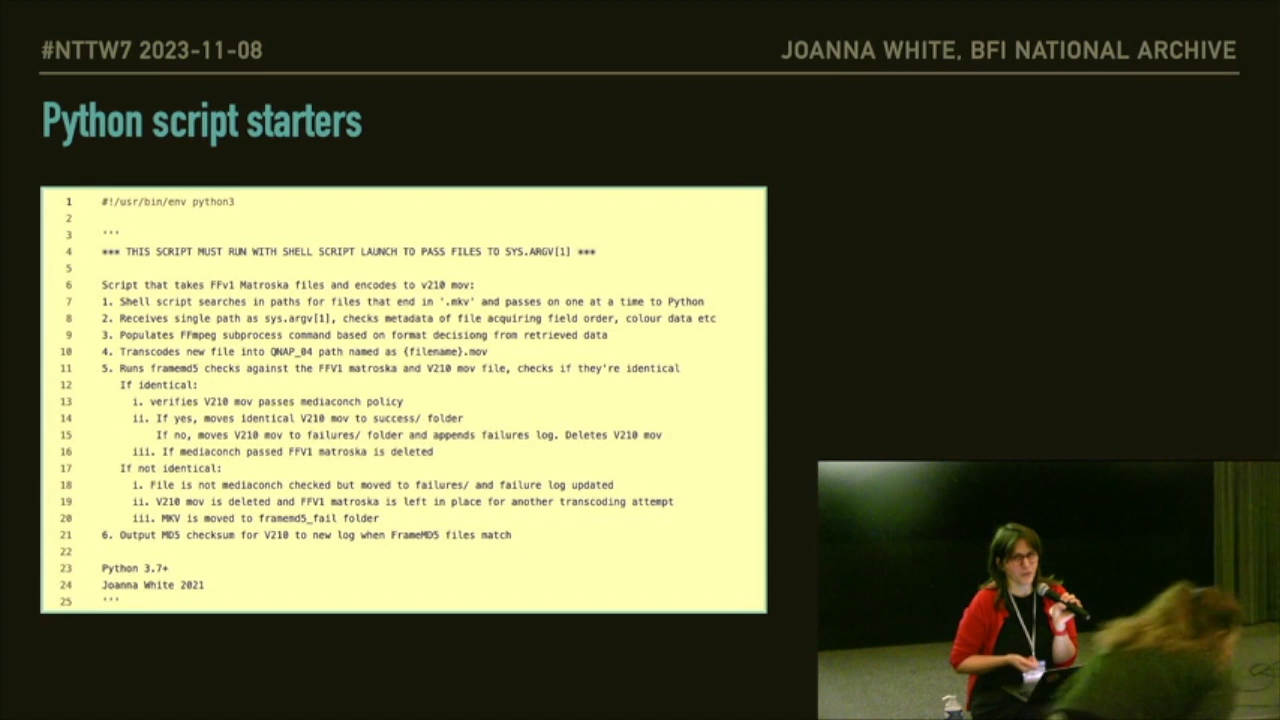 #NTTW7 2023-11-08
JOANNA WHITE, BFI NATIONAL ARCHIVE
Python script starters
1 #!/usr/bin/env python3
2
3 '''
4 *** THIS SCRIPT MUST RUN WITH SHELL SCRIPT LAUNCH TO PASS FILES TO SYS.ARGV[1] ***
5
6 Script that takes FFv1 Matroska files and encodes to v210 mov:
7 1. Shell script searches in paths for files that end in '.mkv' and passes on one at a time to Python
8 2. Receives single path as sys.argv[1], checks metadata of file acquiring field order, colour data etc
9 3. Populates FFmpeg subprocess command based on format decisiong from retrieved data
10 4. Transcodes new file into QNAP_04 path named as {filename}.mov
11 5. Runs framemd5 checks against the FFV1 matroska and V210 mov file, checks if they're identical
12 If identical:
13 i. verifies V210 mov passes mediaconch policy
14 ii. If yes, moves identical V210 mov to success/ folder
15 If no, moves V210 mov to failures/ folder and appends failures log. Deletes V210 mov
16 iii. If mediaconch passed FFV1 matroska is deleted
17 If not identical:
18 i. File is not mediaconch checked but moved to failures/ and failure log updated
19 ii. V210 mov is deleted and FFV1 matroska is left in place for another transcoding attempt
20 iii. MKV is moved to framemd5_fail folder
21 6. Output MD5 checksum for V210 to new log when FrameMD5 files match
22
23 Python 3.7+
24 Joanna White 2021
25 '''